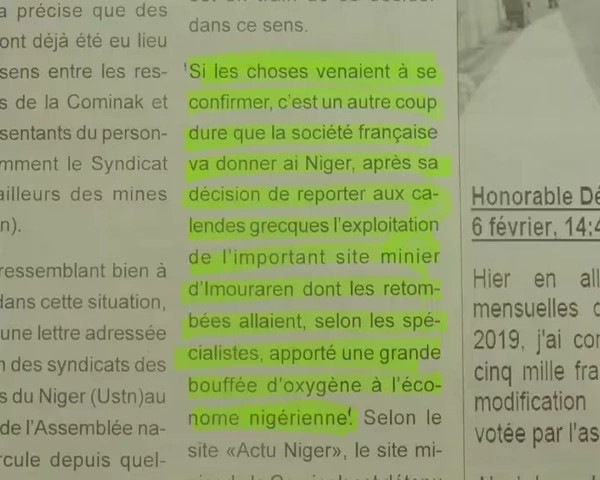 a précise que des
ont déjà été eu lieu
sens entre les res-
s de la Cominak et
sentants du person-
mment le Syndicat
ailleurs des mines
n).
ressemblant bien à
dans cette situation,
une lettre adressée
n des syndicats des
s du Niger (Ustn)au
de l'Assemblée na-
rcule depuis quel-
dans ce sens.
'Si les choses venaient à se
confirmer, c'est un autre coup
dure que la société française
va donner ai Niger, après sa
décision de reporter aux ca-
lendes grecques l'exploitation
de l'important site minier
d'Imouraren dont les retom-
bées allaient, selon les spé-
cialistes, apporté une grande
bouffée d'oxygène à l'éco-
nome nigérienne'. Selon le
site «Actu Niger», le site mi-
Honorable Dé
6 février, 14:4
Hier en all
mensuelles d
2019, j'ai con
cinq mille fra
modification
votée par l'as